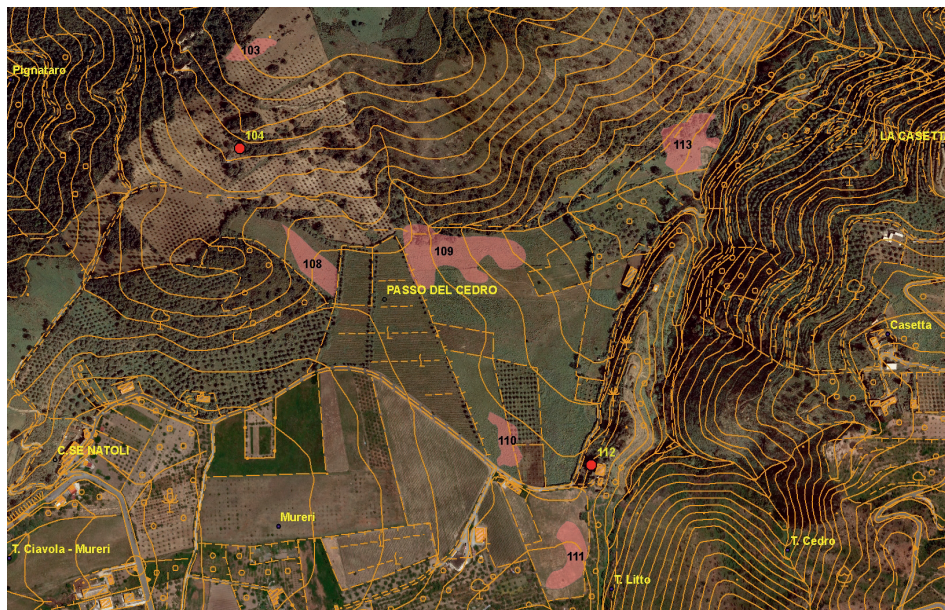 103
Pignataro
104
LA CASETT
113
109
108
PASSO DEL CEDRO
Casetta
110
C.SE NATOLI
112
Mureri
T. Ciavola - Mureri
111
T. Cedro
T. Litto